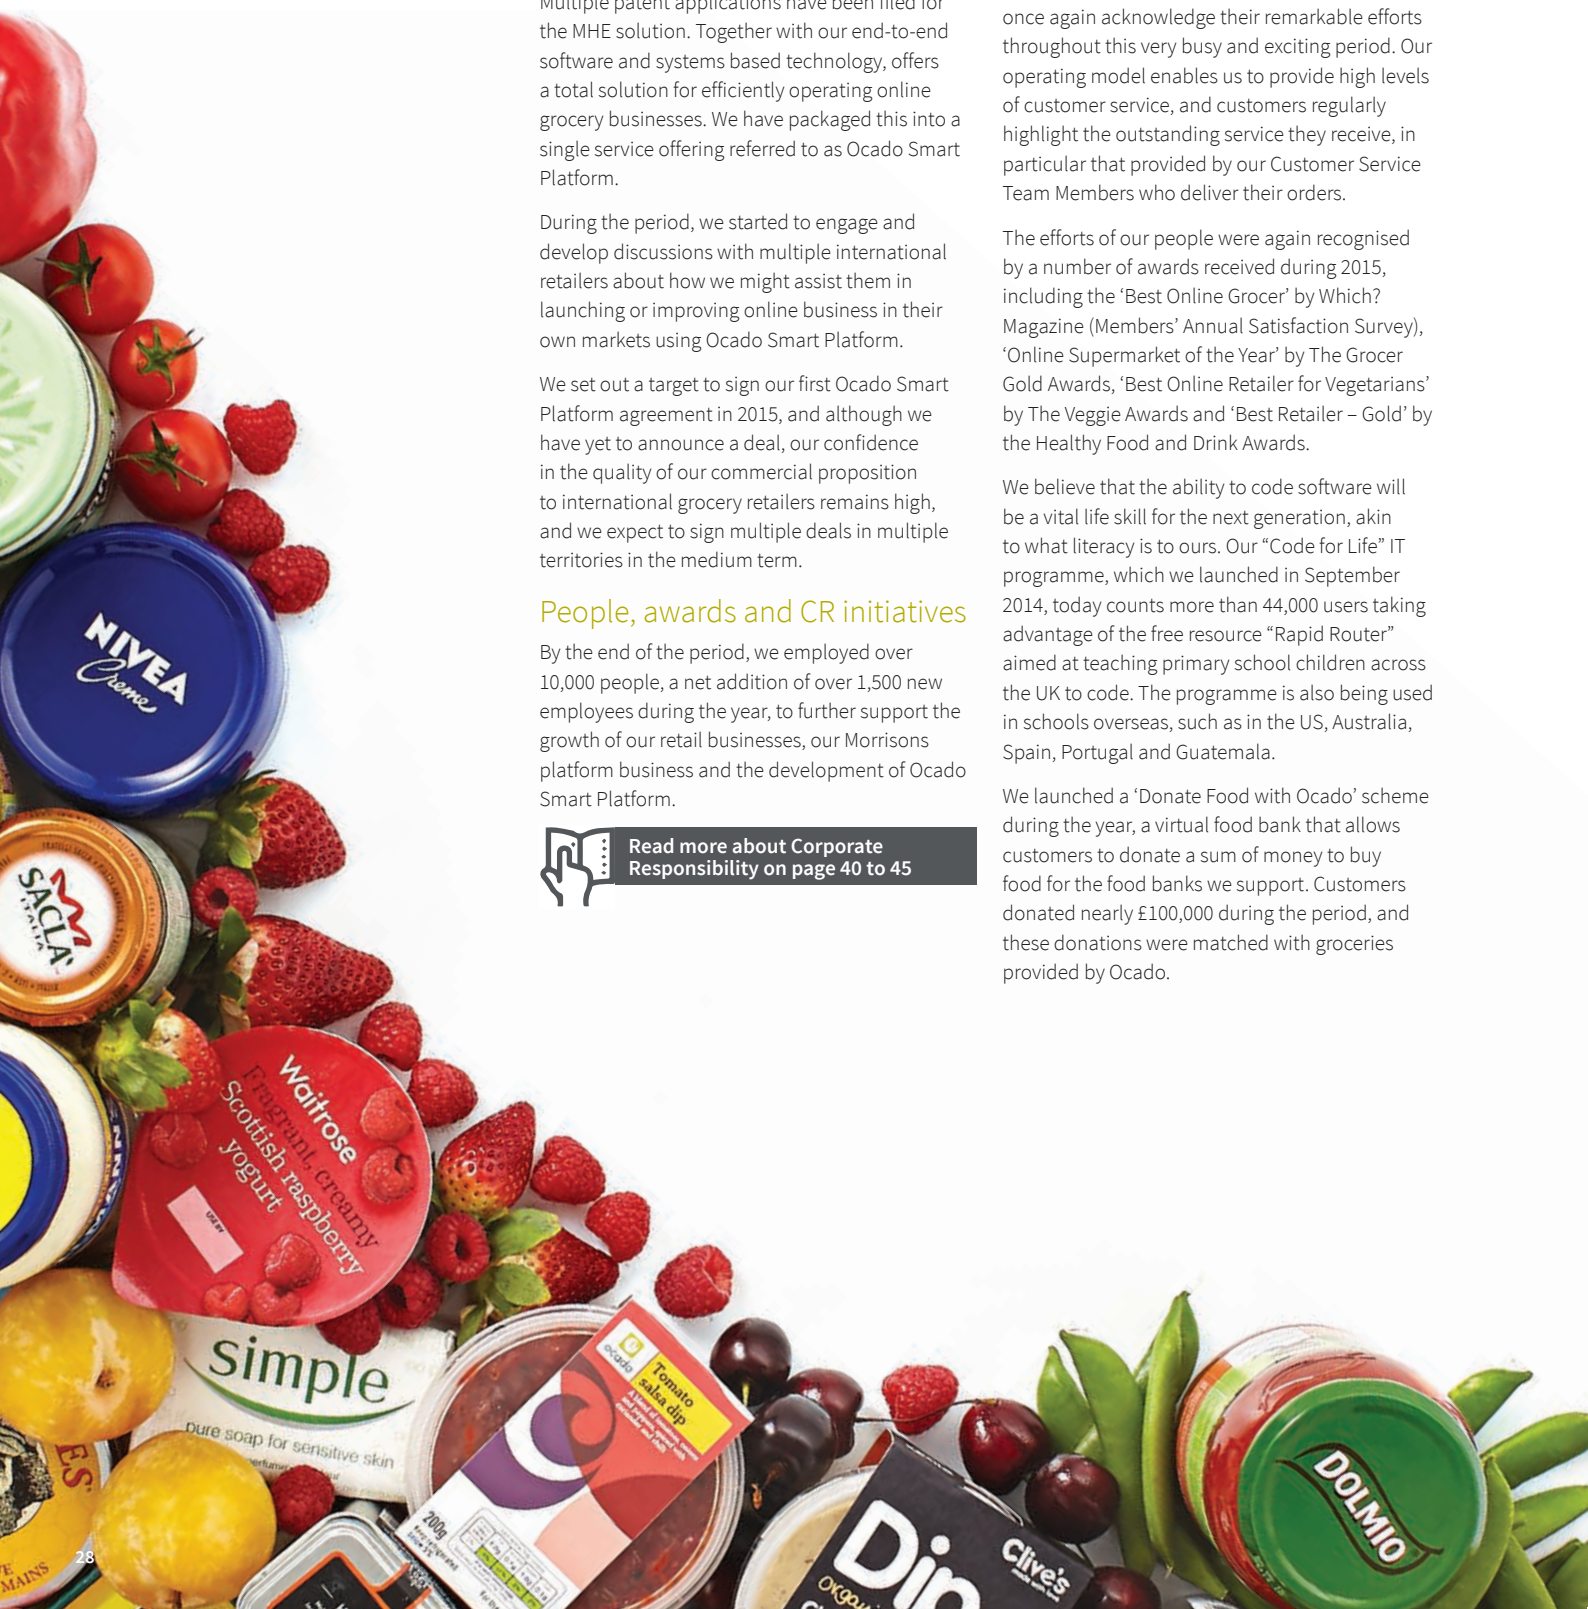 Multiple patent applications have been filed for
the MHE solution. Together with our end-to-end
software and systems based technology, offers
a total solution for efficiently operating online
grocery businesses. We have packaged this into a
single service offering referred to as Ocado Smart
Platform.
During the period, we started to engage and
develop discussions with multiple international
retailers about how we might assist them in
launching or improving online business in their
own markets using Ocado Smart Platform.
We set out a target to sign our first Ocado Smart
Platform agreement in 2015, and although we
have yet to announce a deal, our confidence
in the quality of our commercial proposition
to international grocery retailers remains high,
and we expect to sign multiple deals in multiple
territories in the medium term.
People, awards and CR initiatives
By the end of the period, we employed over
10,000 people, a net addition of over 1,500 new
employees during the year, to further support the
growth of our retail businesses, our Morrisons
platform business and the development of Ocado
Smart Platform.
Read more about Corporate
Responsibility on page 40 to 45
once again acknowledge their remarkable efforts
throughout this very busy and exciting period. Our
operating model enables us to provide high levels
of customer service, and customers regularly
highlight the outstanding service they receive, in
particular that provided by our Customer Service
Team Members who deliver their orders.
The efforts of our people were again recognised
by a number of awards received during 2015,
including the ‘Best Online Grocer’ by Which?
Magazine (Members’ Annual Satisfaction Survey),
‘Online Supermarket of the Year’ by The Grocer
Gold Awards, ‘Best Online Retailer for Vegetarians’
by The Veggie Awards and ‘Best Retailer – Gold’ by
the Healthy Food and Drink Awards.
We believe that the ability to code software will
be a vital life skill for the next generation, akin
to what literacy is to ours. Our “Code for Life” IT
programme, which we launched in September
2014, today counts more than 44,000 users taking
advantage of the free resource “Rapid Router”
aimed at teaching primary school children across
the UK to code. The programme is also being used
in schools overseas, such as in the US, Australia,
Spain, Portugal and Guatemala.
We launched a ‘Donate Food with Ocado’ scheme
during the year, a virtual food bank that allows
customers to donate a sum of money to buy
food for the food banks we support. Customers
donated nearly £100,000 during the period, and
these donations were matched with groceries
provided by Ocado.
NIVEA
Creme
SACLÀ
ITALIA
Waitrose
Fragrant, creamy
Scottish raspberry
yogurt
USE BY
simple
pure soap for sensitive skin
ocado
Tomato
salsa dip
200g
Dip
Clive's
DOLMIO
28